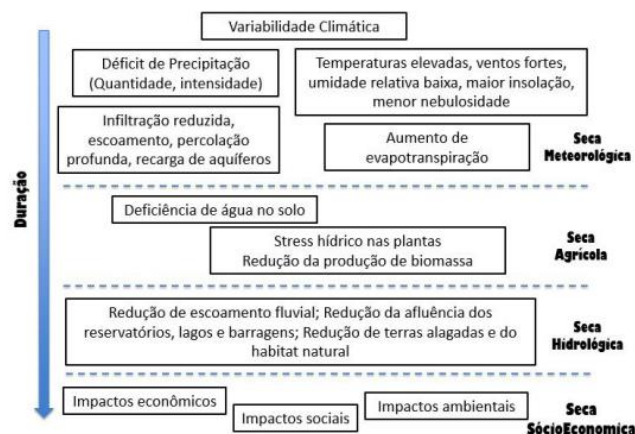 Variabilidade Climática
Déficit de Precipitação
(Quantidade, intensidade)
Temperaturas elevadas, ventos fortes,
umidade relativa baixa, maior insolação,
menor nebulosidade
Infiltração reduzida,
escoamento, percolação
profunda, recarga de aquíferos
Aumento de
evapotranspiração
Seca
Meteorológica
Duração
Deficiência de água no solo
Stress hídrico nas plantas
Redução da produção de biomassa
Seca
Agrícola
Redução de escoamento fluvial; Redução da afluência dos
reservatórios, lagos e barragens; Redução de terras alagadas e do
habitat natural
Seca
Hidrológica
Impactos econômicos
Impactos sociais
Impactos ambientais
Seca
SócioEconomica